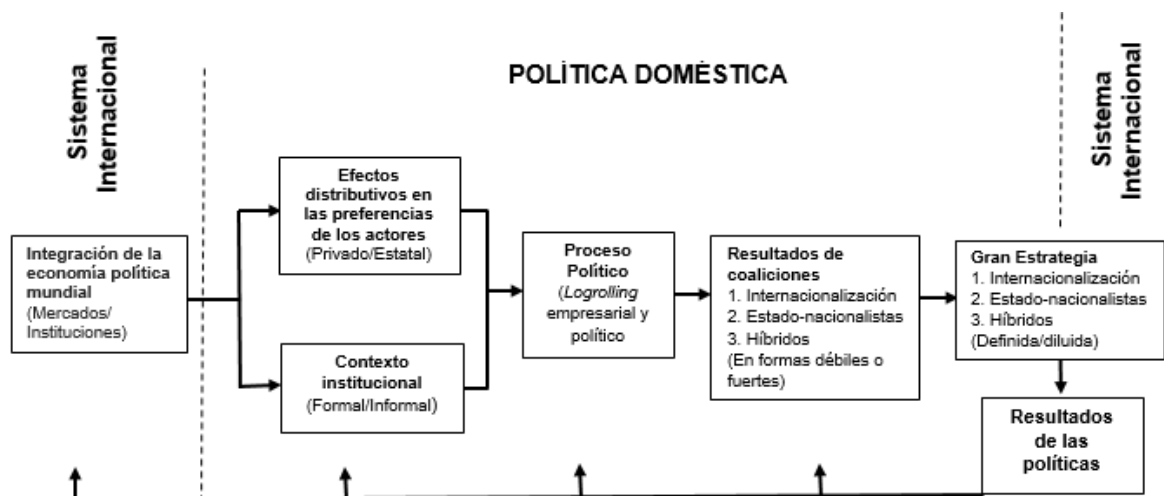 Sistema
Internacional
POLÍTICA DOMÉSTICA
Sistema
Internacional
Integración de la
economía política
mundial
(Mercados/
Instituciones)
Efectos
distributivos en
las preferencias
de los actores
(Privado/Estatal)
Contexto
institucional
(Formal/Informal)
Proceso
Político
(Logrolling
empresarial y
político
Resultados de
coaliciones
1. Internacionalización
2. Estado-nacionalistas
3. Híbridos
(En formas débiles o
fuertes)
Gran Estrategia
1. Internacionalización
2. Estado-nacionalistas
3. Híbridos
(Definida/diluida)
Resultados
de las
políticas